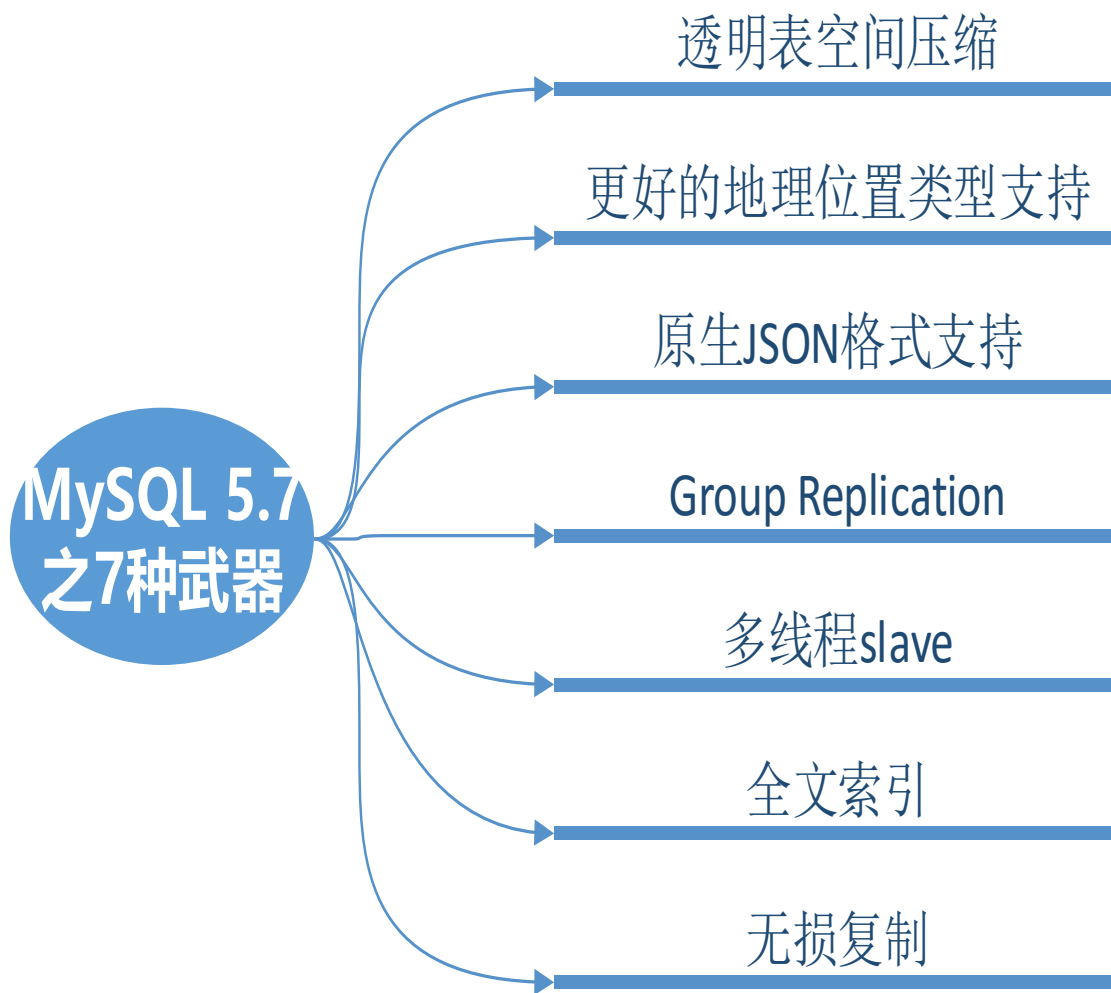 透明表空间压缩
更好的地理位置类型支持
原生JSON格式支持
MySQL 5.7
之7种武器
Group Replication
多线程slave
全文索引
无损复制